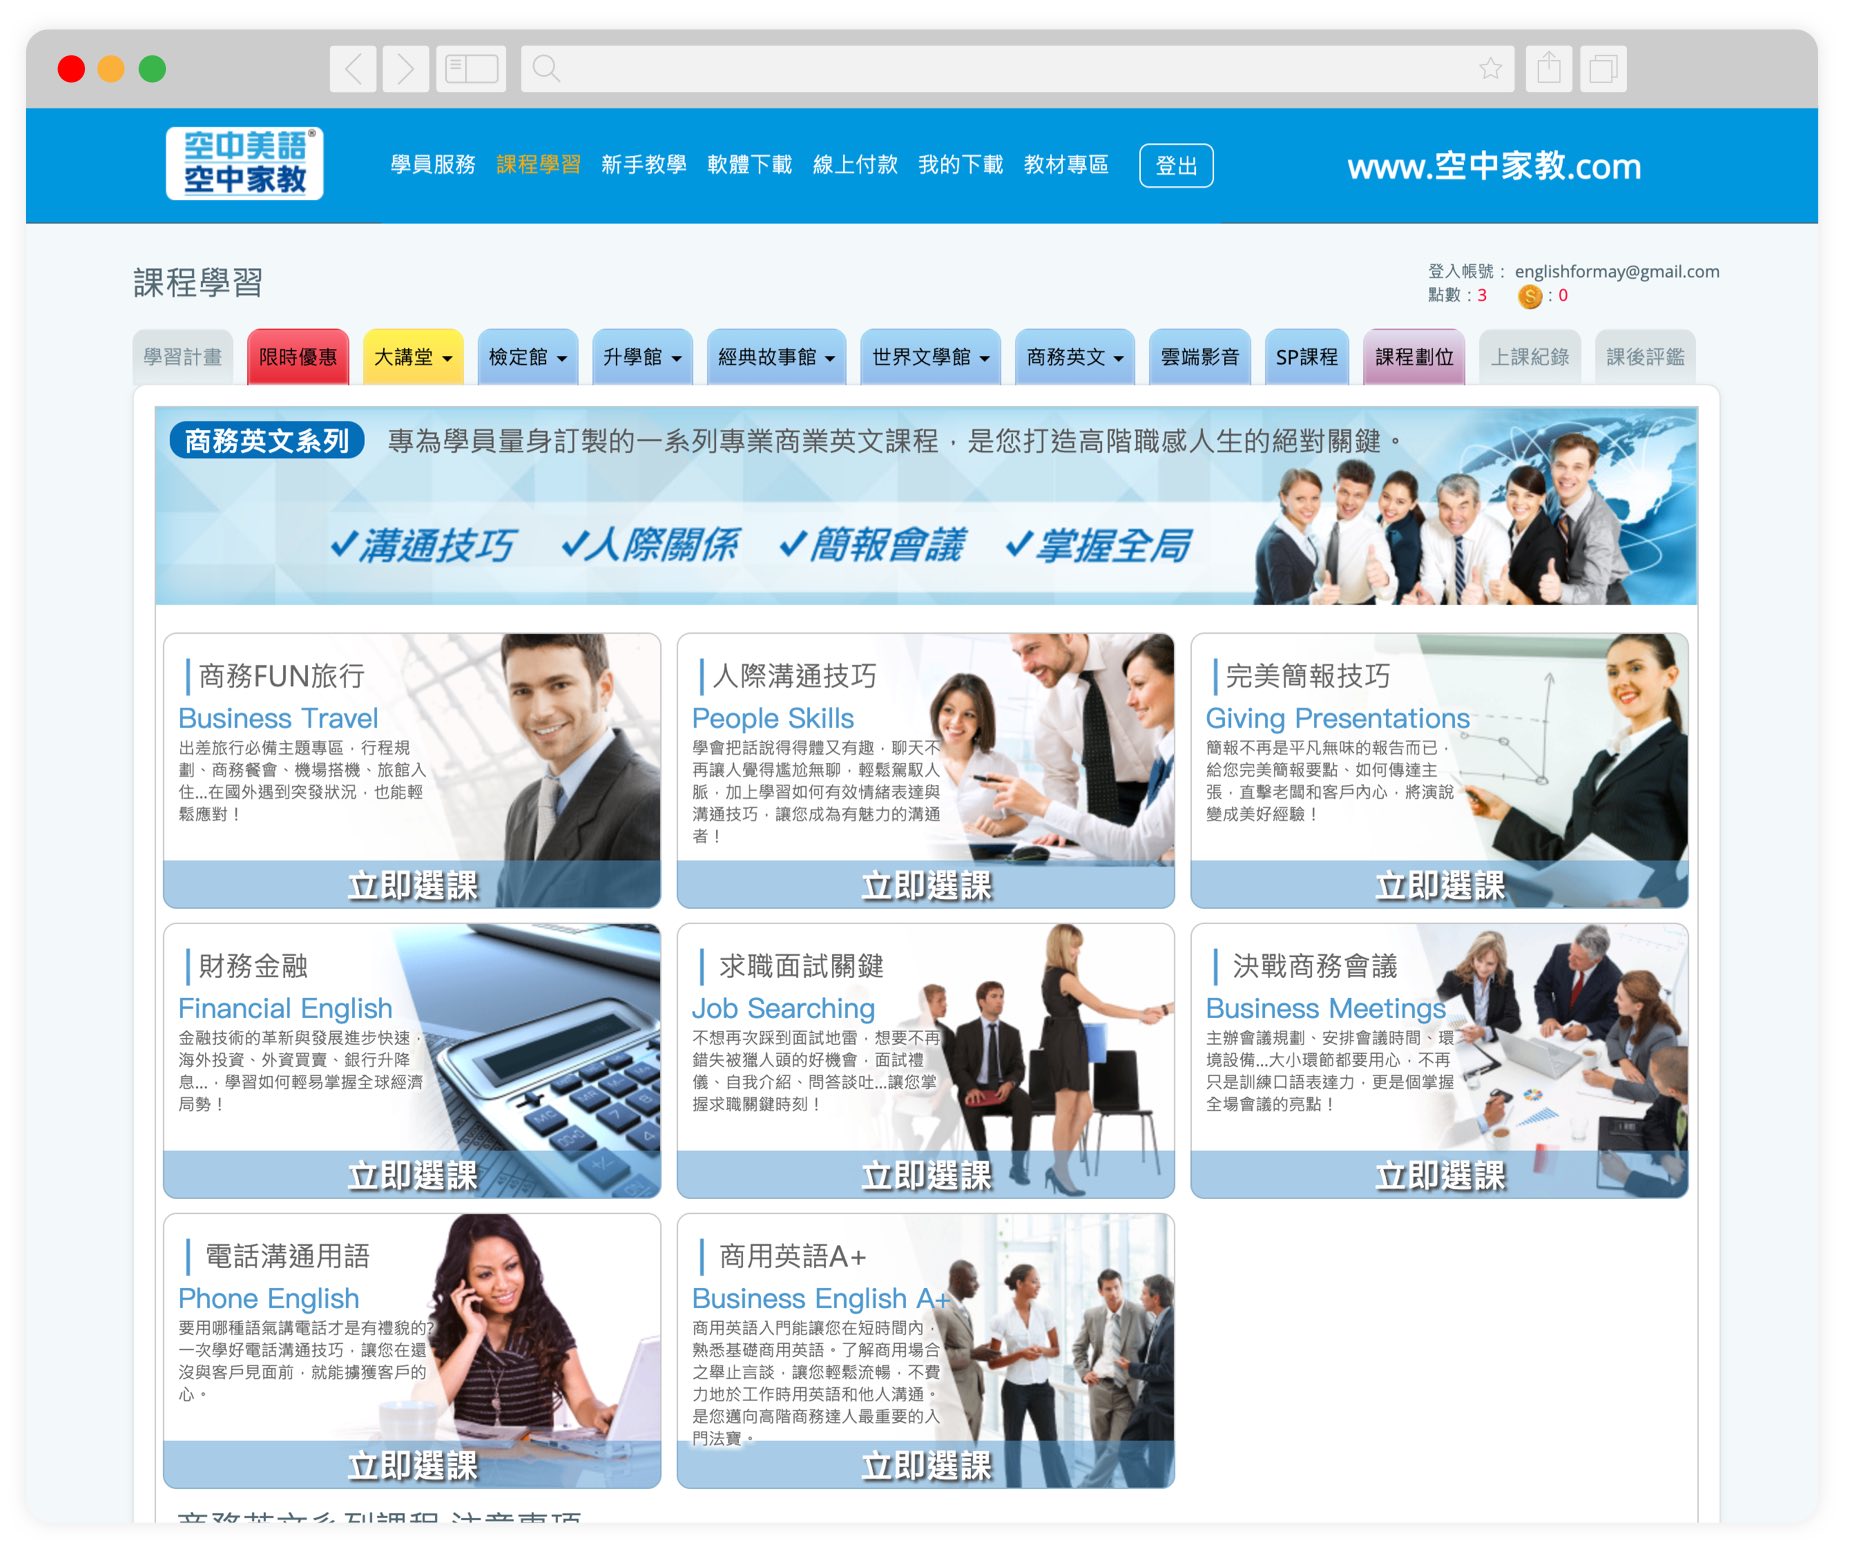 空中美語®
空中家教
學員服務 課程學習 新手教學 軟體下載 線上付款 我的下載 教材專區 登出
www.空中家教.com
課程學習
登入帳號： englishformay@gmail.com
點數：3 S：0
學習計畫 限時優惠 大講堂 檢定館 升學館 經典故事館 世界文學館 商務英文 雲端影音 SP課程 課程劃位 上課紀錄 課後評鑑
商務英文系列 專為學員量身訂製的一系列專業商業英文課程，是您打造高階職感人生的絕對關鍵。
✓溝通技巧 ✓人際關係 ✓簡報會議 ✓掌握全局
商務FUN旅行
Business Travel
出差旅行必備主題專區，行程規
劃、商務餐會、機場搭機、旅館入
住...在國外遇到突發狀況，也能輕
鬆應對！
立即選課
人際溝通技巧
People Skills
學會把話說得得體又有趣，聊天不
再讓人覺得尷尬無聊，輕鬆駕馭人
脈，加上學習如何有效情緒表達與
溝通技巧，讓您成為有魅力的溝通
者！
立即選課
完美簡報技巧
Giving Presentations
簡報不再是平凡無味的報告而已，
給您完美簡報要點、如何傳達主
張，直擊老闆和客戶內心，將演說
變成美好經驗！
立即選課
財務金融
Financial English
金融技術的革新與發展進步快速，
海外投資、外資買賣、銀行升降
息...，學習如何輕易掌握全球經濟
局勢！
立即選課
求職面試關鍵
Job Searching
不想再次踩到面試地雷，想要不再
錯失被獵人頭的好機會，面試禮
儀、自我介紹、問答談吐...讓您掌
握求職關鍵時刻！
立即選課
決戰商務會議
Business Meetings
主辦會議規劃、安排會議時間、環
境設備...大小環節都要用心，不再
只是訓練口語表達力，更是個掌握
全場會議的亮點！
立即選課
電話溝通用語
Phone English
要用哪種語氣講電話才是有禮貌的?
一次學好電話溝通技巧，讓您在還
沒與客戶見面前，就能擄獲客戶的
心。
立即選課
商用英語A+
Business English A+
商用英語入門能讓您在短時間內，
熟悉基礎商用英語。了解商用場合
之舉止言談，讓您輕鬆流暢，不費
力地於工作時用英語和他人溝通。
是您邁向高階商務達人最重要的入
門法寶。
立即選課
商務英文系列課程 注意事項